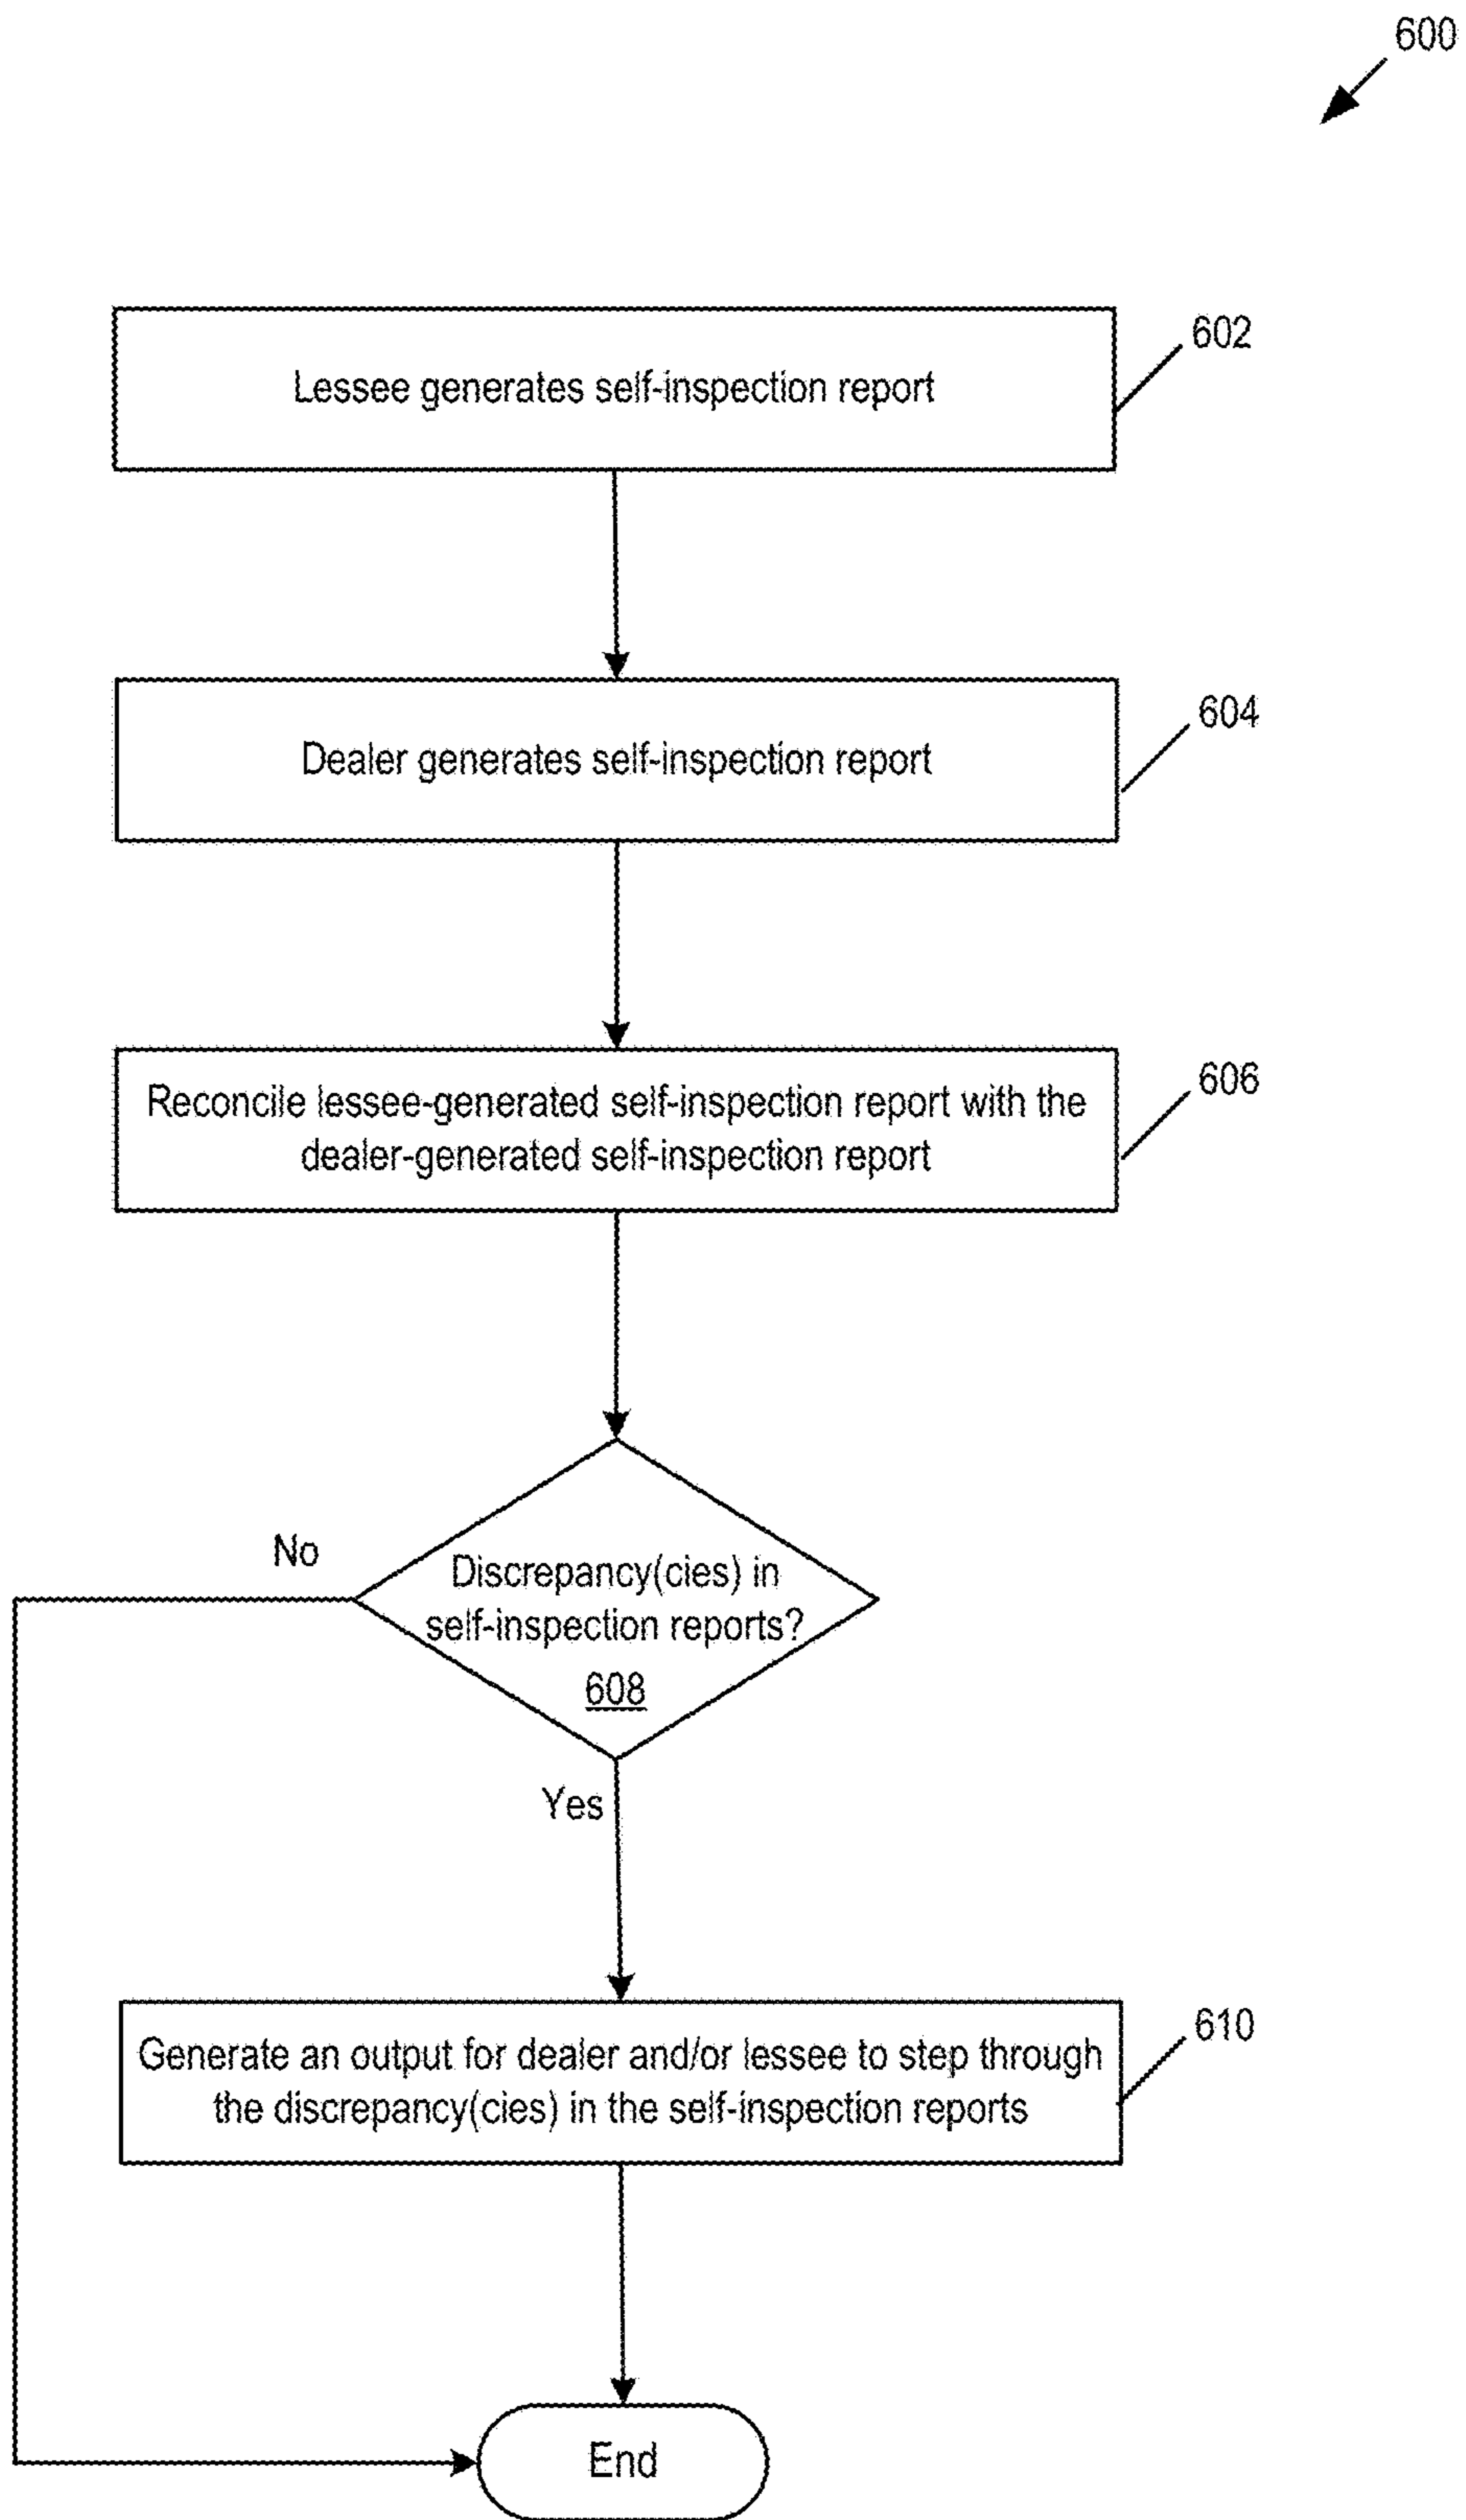 600
Lessee generates self-inspection report
602
Dealer generates self-inspection report
604
Reconcile lessee-generated self-inspection report with the
dealer-generated self-inspection report
606
No
Discrepancy(cies) in
self-inspection reports?
608
Yes
Generate an output for dealer and/or lessee to step through
the discrepancy(cies) in the self-inspection reports
610
End